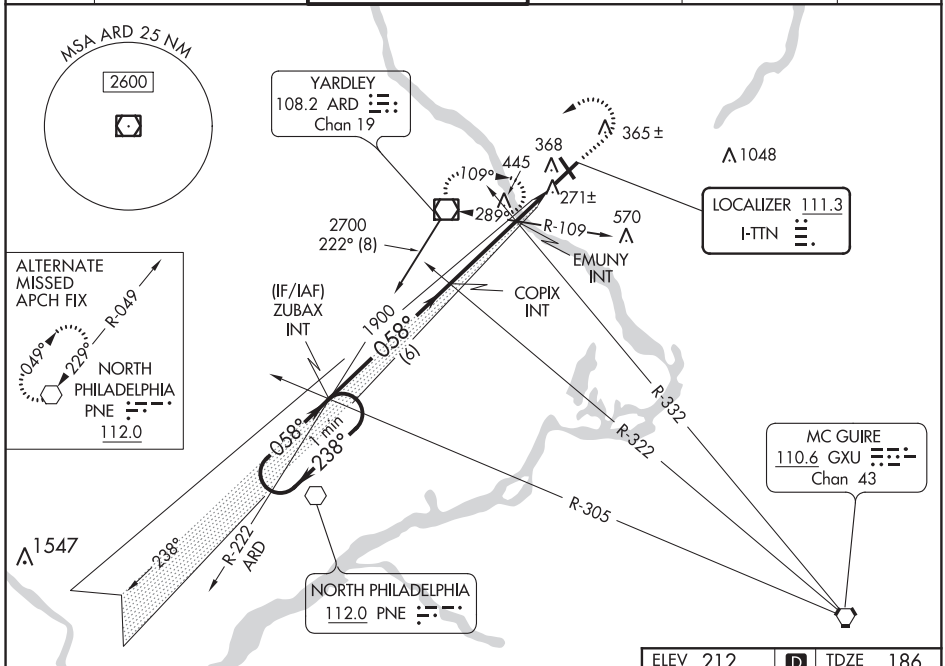 MSA ARD 25 NM
2600
YARDLEY
108.2 ARD
Chan 19
365 ±
368
445
109°
289°
271±
1048
LOCALIZER 111.3
I-TTN
R-109
570
EMUNY
INT
2700
222° (8)
COPIX
INT
ALTERNATE
MISSED
APCH FIX
R-049
049°
229°
NORTH
PHILADELPHIA
PNE
112.0
(IF/IAF)
ZUBAX
INT
1900
058°
(6)
058°
1 min
238°
R-332
R-322
R-305
MC GUIRE
110.6 GXU
Chan 43
1547
238°
R-222
ARD
NORTH PHILADELPHIA
112.0 PNE
ELEV 212 D TDZE 186